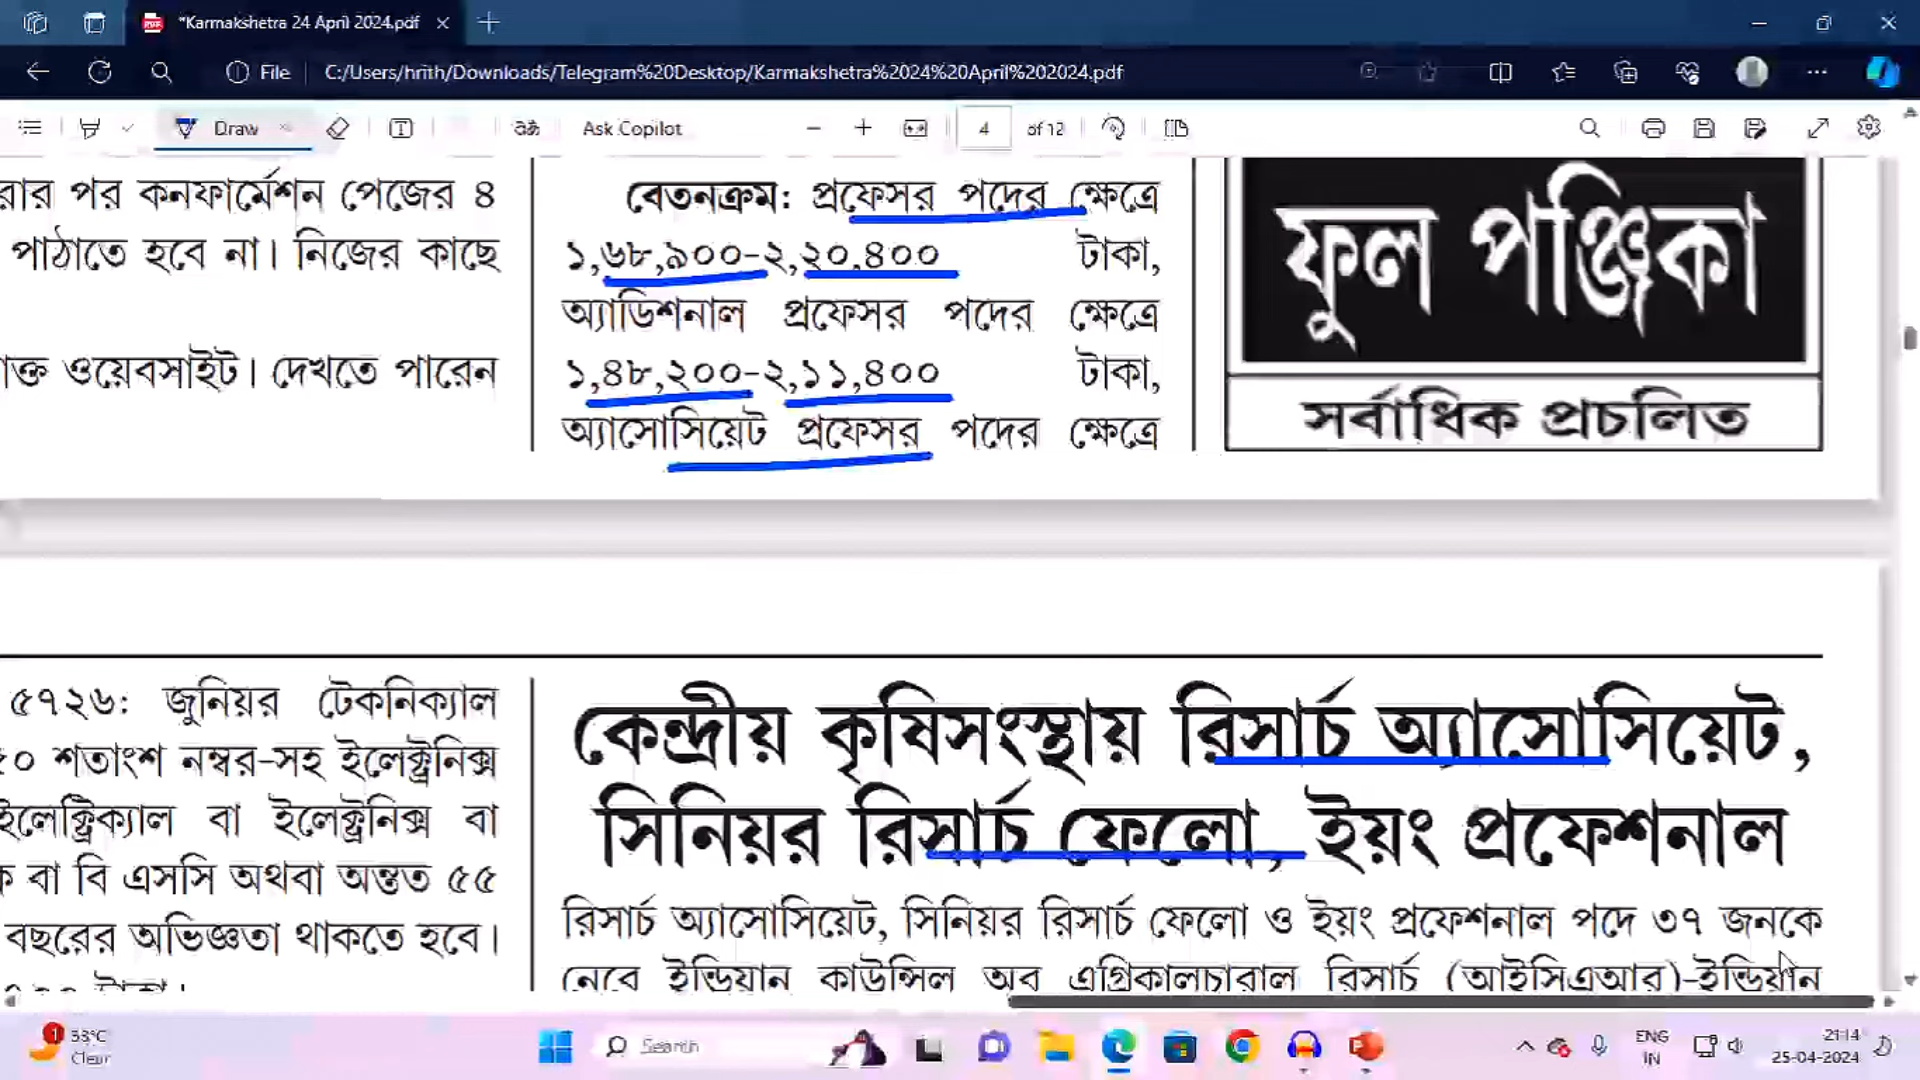 *Karmakshetra 24 April 2024.pdf
File
C:/Users/hrith/Downloads/Telegram%20Desktop/Karmakshetra%2024%20April%202024.pdf
Draw
Ask Copilot
4 of 12
রার পর কনফার্মেশন পেজের ৪
পাঠাতে হবে না। নিজের কাছে
াক্ত ওয়েবসাইট। দেখতে পারেন
বেতনক্রম: প্রফেসর পদের ক্ষেত্রে
১,৬৮,৯০০-২,২০,৪০০ টাকা,
অ্যাডিশনাল প্রফেসর পদের ক্ষেত্রে
১,৪৮,২০০-২,১১,৪০০ টাকা,
অ্যাসোসিয়েট প্রফেসর পদের ক্ষেত্রে
ফুল পঞ্জিকা
সর্বাধিক প্রচলিত
৫৭২৬: জুনিয়র টেকনিক্যাল
৫০ শতাংশ নম্বর-সহ ইলেক্ট্রনিক্স
ইলেক্ট্রিক্যাল বা ইলেক্ট্রনিক্স বা
ক বা বি এসসি অথবা অন্তত ৫৫
বছরের অভিজ্ঞতা থাকতে হবে।
কেন্দ্রীয় কৃষিসংস্থায় রিসার্চ অ্যাসোসিয়েট,
সিনিয়র রিসার্চ ফেলো, ইয়ং প্রফেশনাল
রিসার্চ অ্যাসোসিয়েট, সিনিয়র রিসার্চ ফেলো ও ইয়ং প্রফেশনাল পদে ৩৭ জনকে
নেবে ইন্ডিয়ান কাউন্সিল অব এগ্রিকালচারাল রিসার্চ (আইসিএআর)-ইন্ডিয়ান
1
33°C
Clear
Search
ENG
IN
21:14
25-04-2024